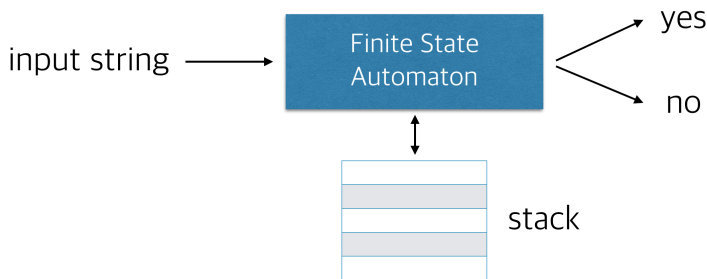 input string
Finite State
Automaton
yes
no
stack